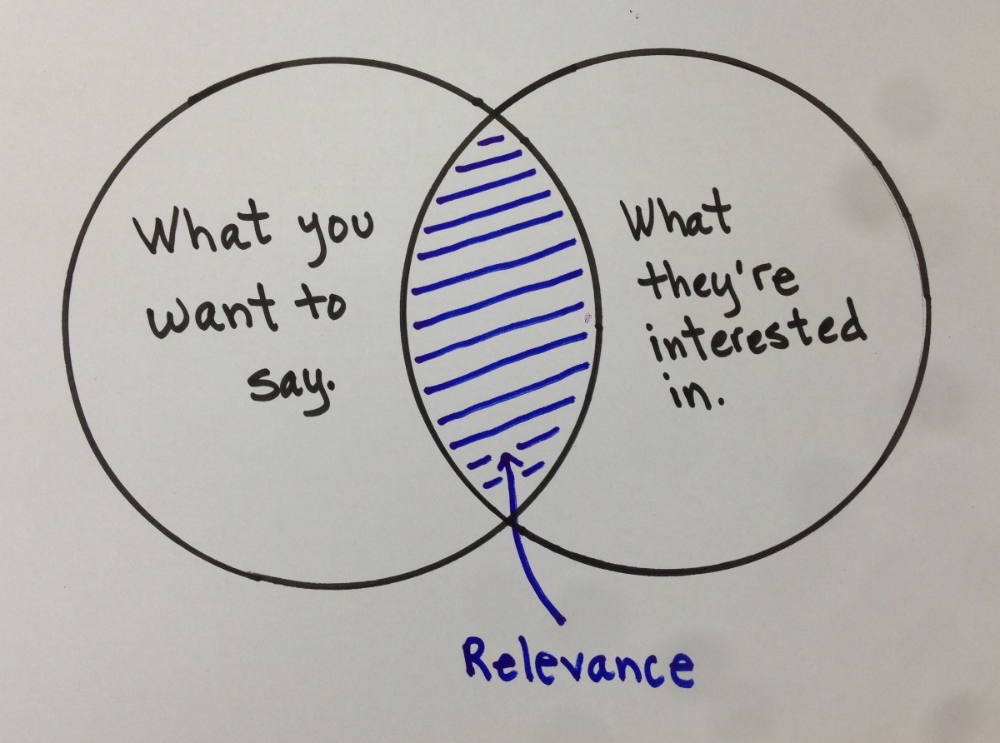 What you
want to
say.
What
they're
interested
in.
Relevance